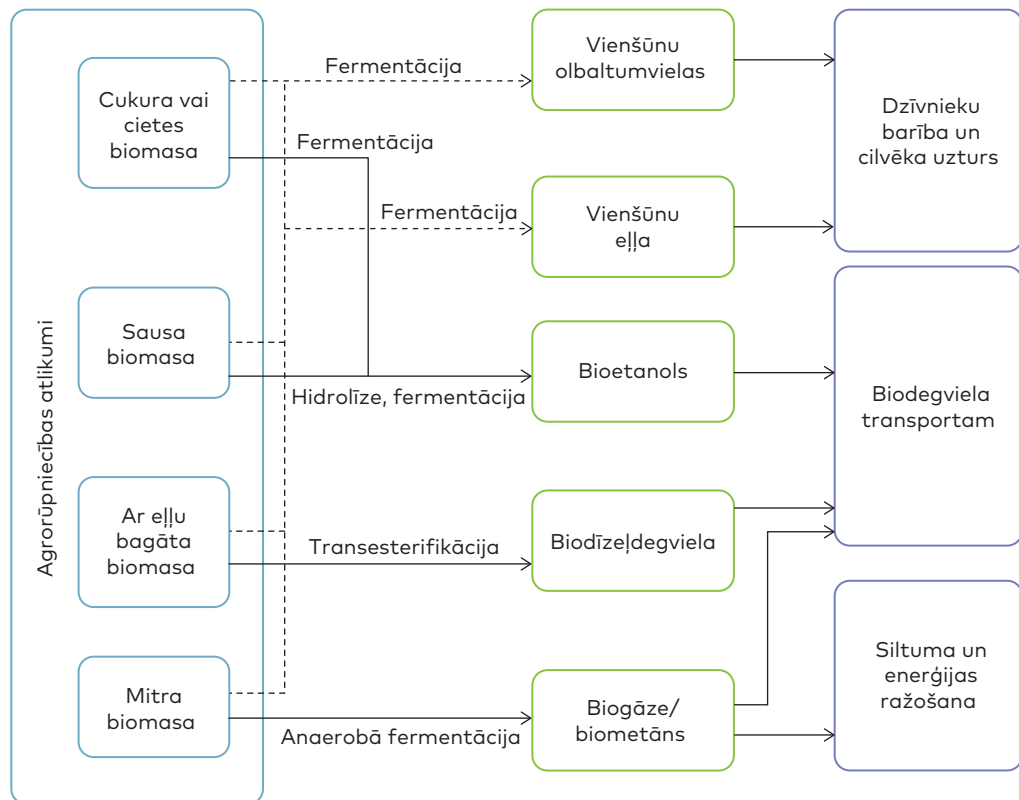 Agrorūpniecības atlikumi
Cukura vai
cietes
biomasa
Sausa
biomasa
Ar eļļu
bagāta
biomasa
Mitra
biomasa
Fermentācija
Fermentācija
Fermentācija
Hidrolīze, fermentācija
Transesterifikācija
Anaerobā fermentācija
Vienšūnu
olbaltumvielas
Vienšūnu
eļļa
Bioetanols
Biodīzeļdegviela
Biogāze/
biometāns
Dzīvnieku
barība un
cilvēka uzturs
Biodegviela
transportam
Siltuma un
enerģijas
ražošana